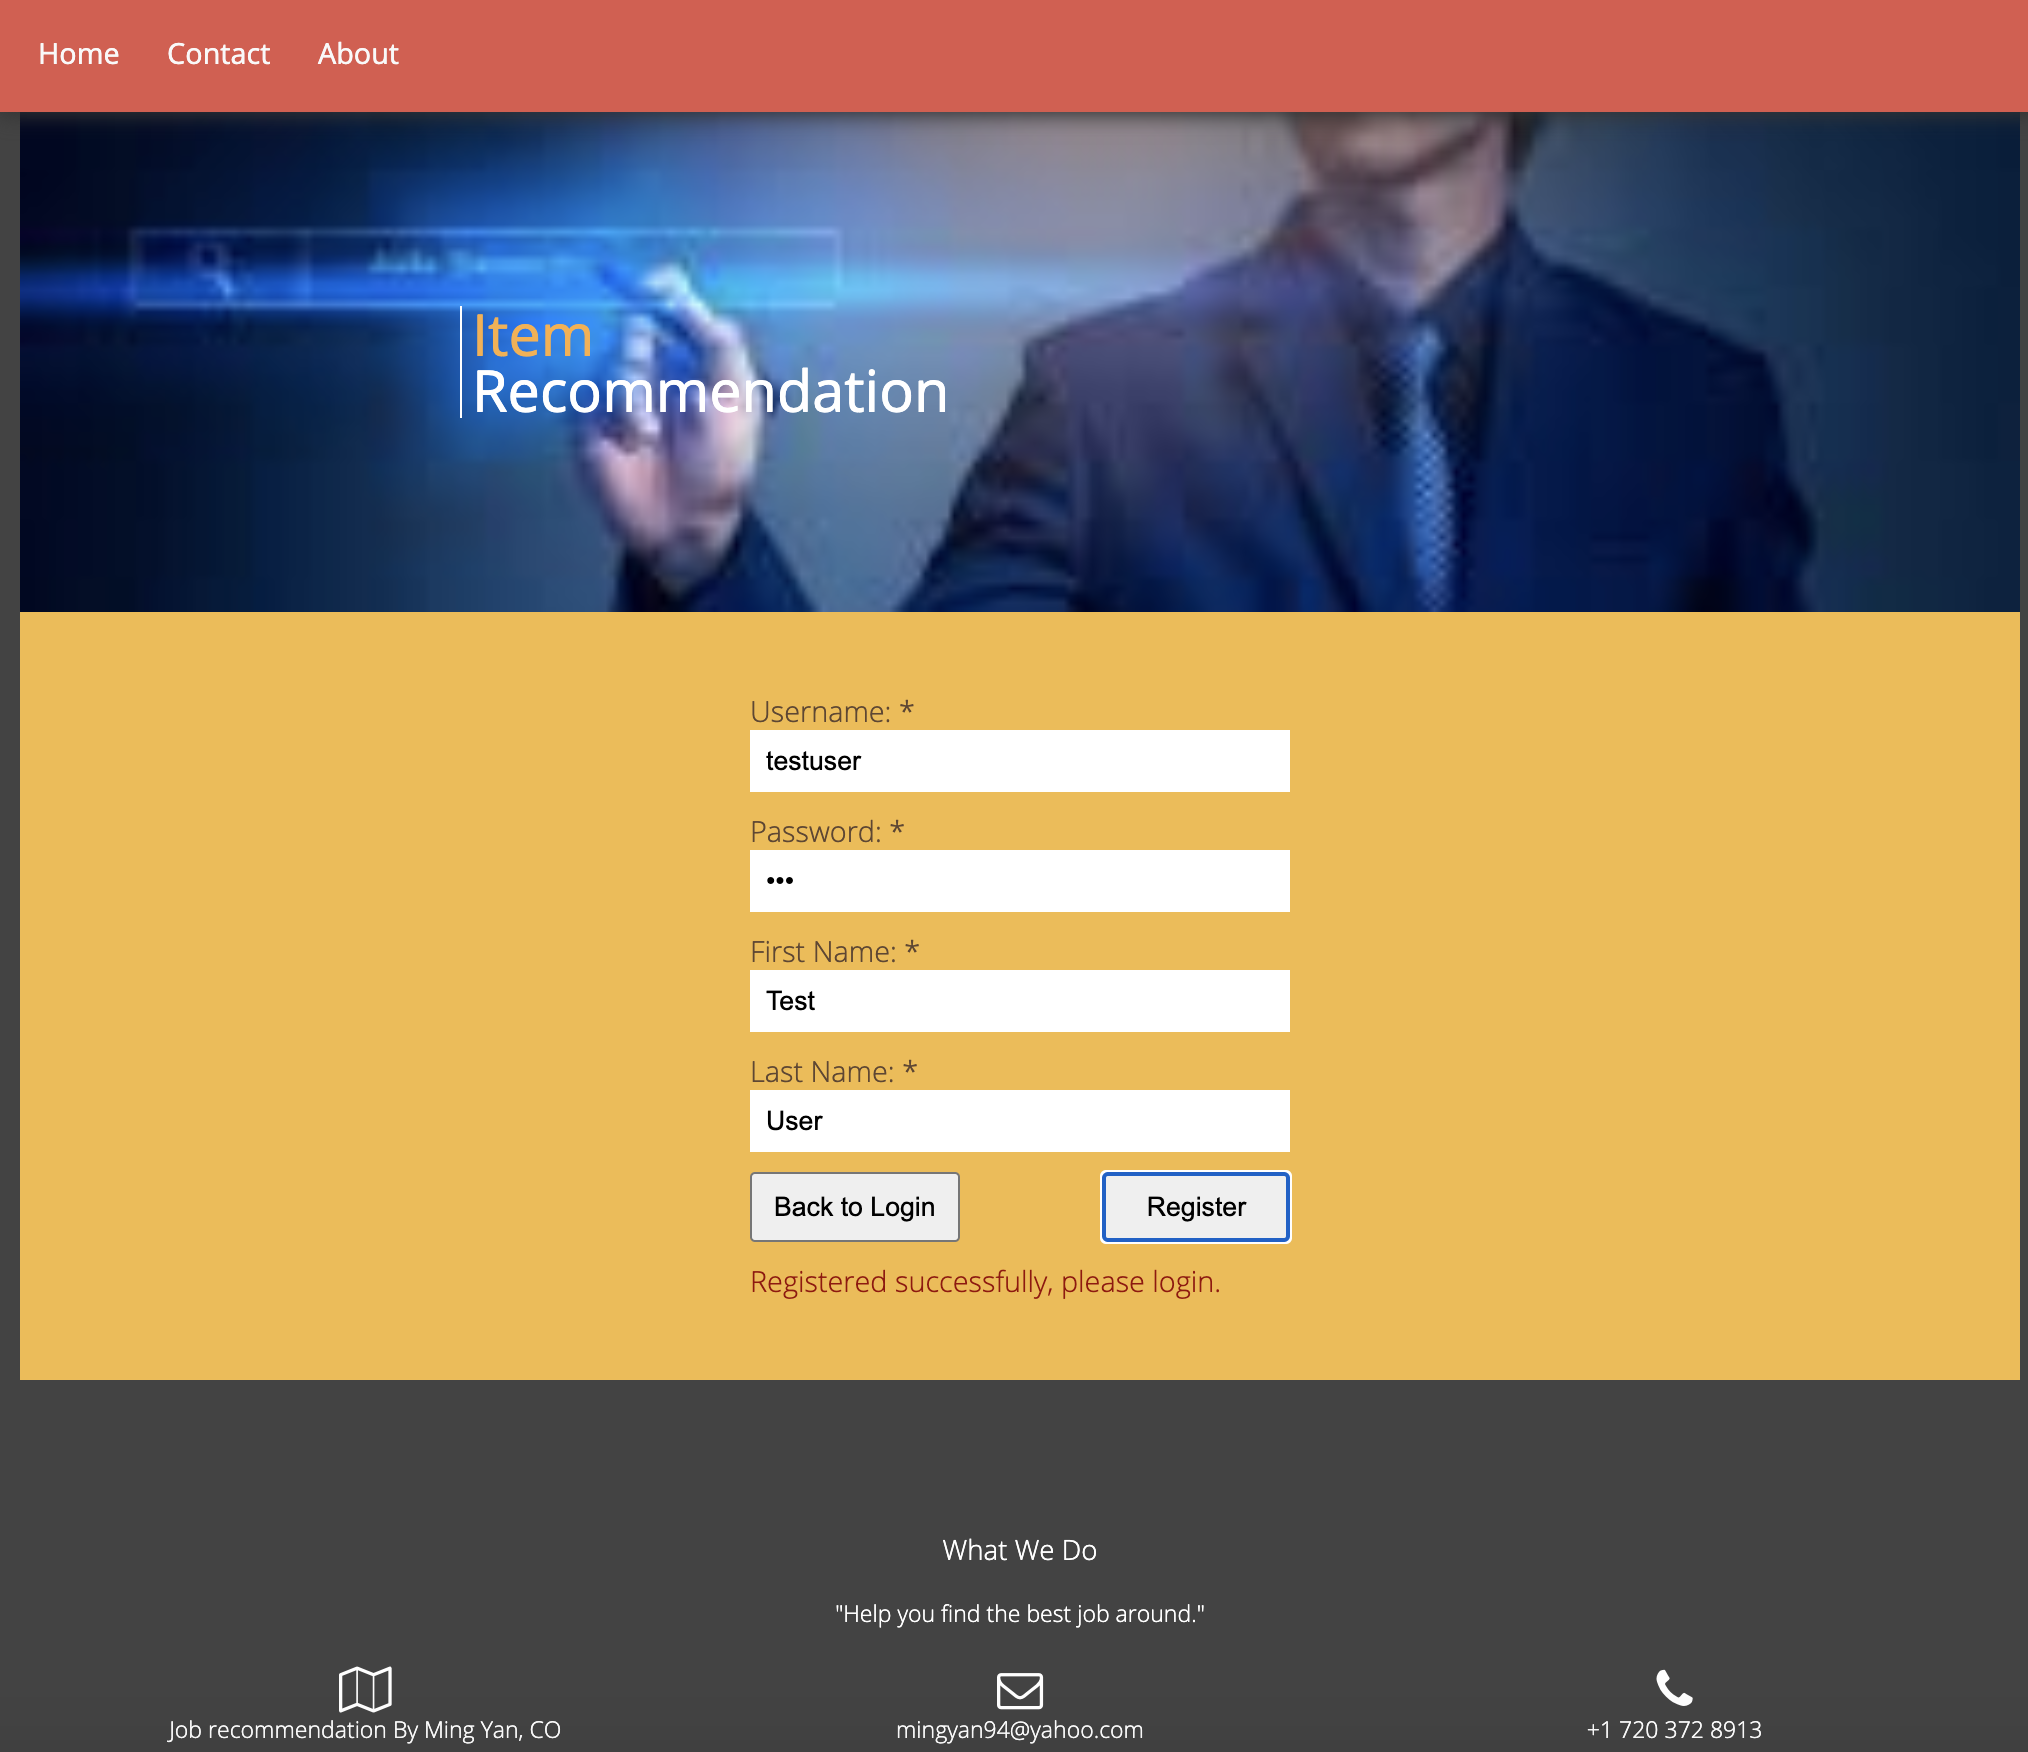 Home Contact About
Item
Recommendation
Username: *
testuser
Password: *
•••
First Name: *
Test
Last Name: *
User
Back to Login Register
Registered successfully, please login.
What We Do
"Help you find the best job around."
Job recommendation By Ming Yan, CO
mingyan94@yahoo.com
+1 720 372 8913